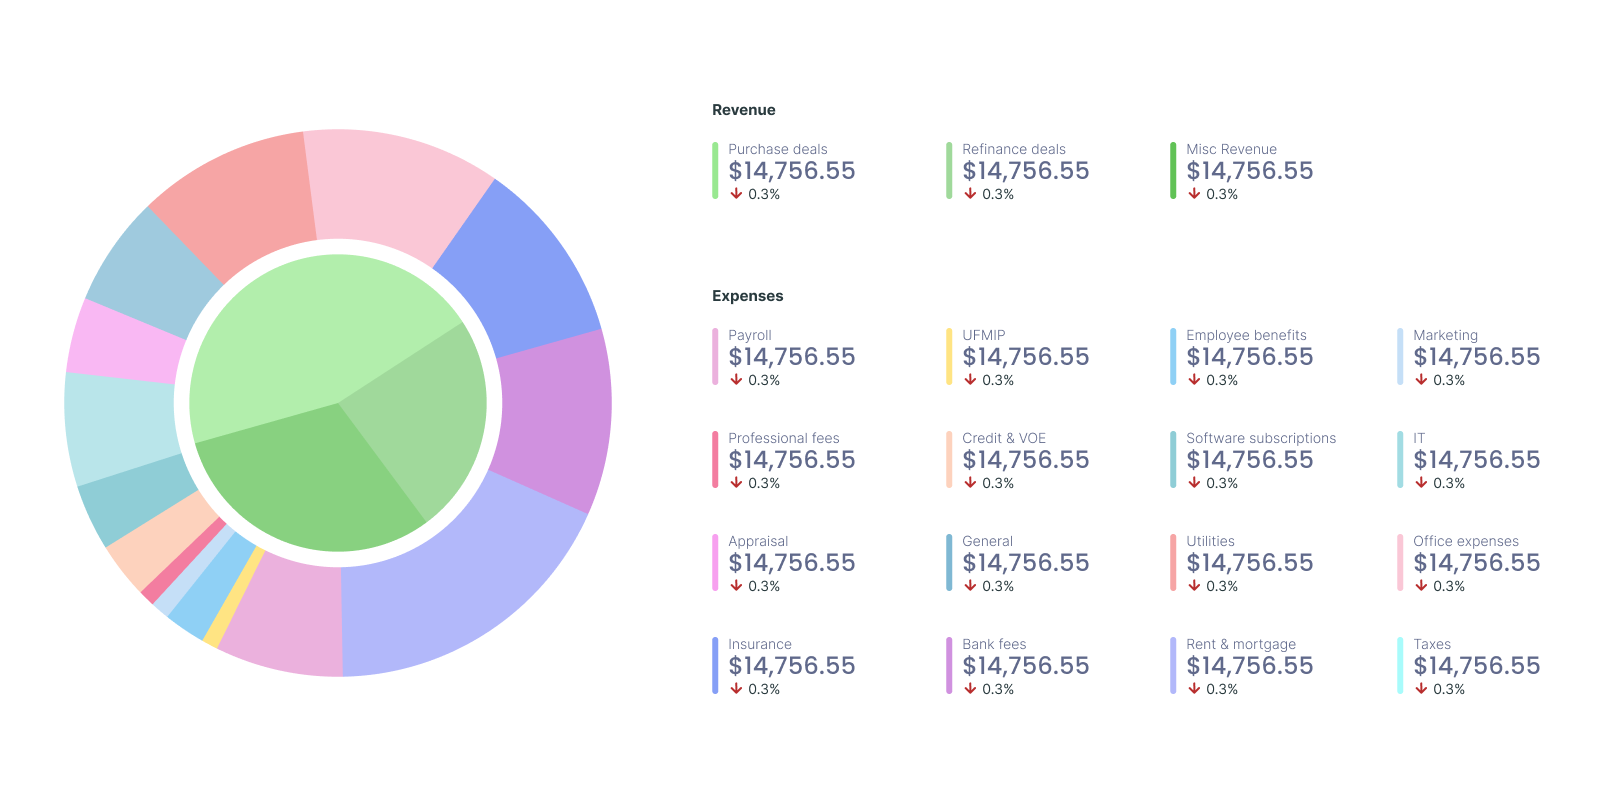 Revenue
Purchase deals
$14,756.55
0.3%
Refinance deals
$14,756.55
0.3%
Misc Revenue
$14,756.55
0.3%
Expenses
Payroll
$14,756.55
0.3%
UFMIP
$14,756.55
0.3%
Employee benefits
$14,756.55
0.3%
Marketing
$14,756.55
0.3%
Professional fees
$14,756.55
0.3%
Credit & VOE
$14,756.55
0.3%
Software subscriptions
$14,756.55
0.3%
IT
$14,756.55
0.3%
Appraisal
$14,756.55
0.3%
General
$14,756.55
0.3%
Utilities
$14,756.55
0.3%
Office expenses
$14,756.55
0.3%
Insurance
$14,756.55
0.3%
Bank fees
$14,756.55
0.3%
Rent & mortgage
$14,756.55
0.3%
Taxes
$14,756.55
0.3%